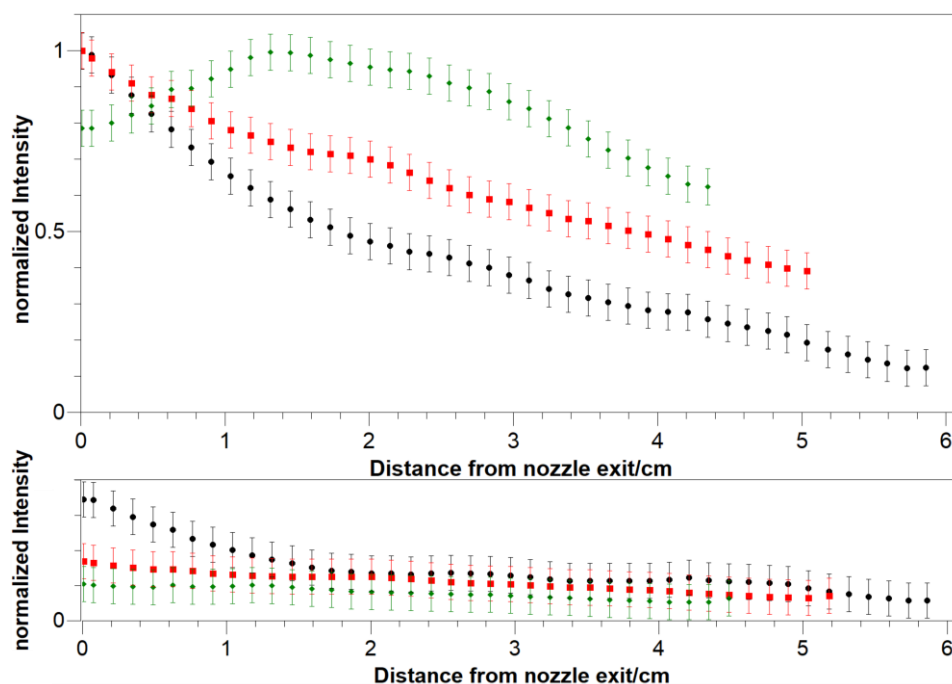 1
0.5
0
normalized Intensity
0 1 2 3 4 5 6
Distance from nozzle exit/cm
normalized Intensity
0
0 1 2 3 4 5 6
Distance from nozzle exit/cm